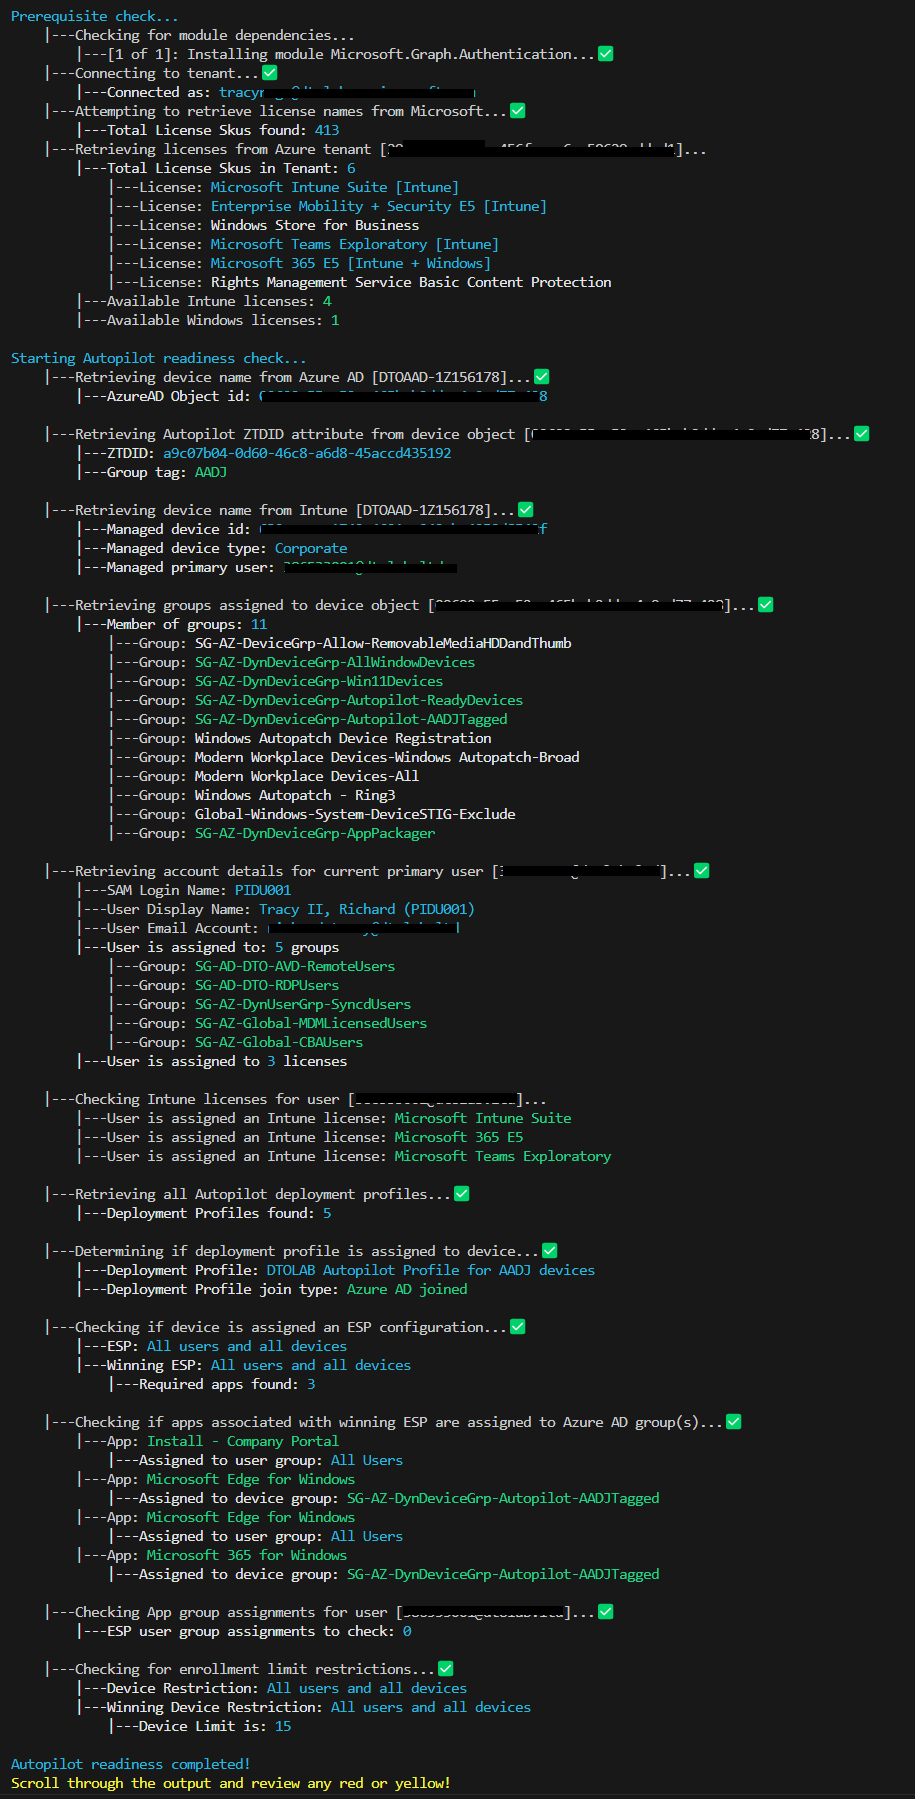 Prerequisite check...
|---Checking for module dependencies...
|---[1 of 1]: Installing module Microsoft.Graph.Authentication...✅
|---Connecting to tenant...✅
|---Connected as:
|---Attempting to retrieve license names from Microsoft...✅
|---Total License Skus found: 413
|---Retrieving licenses from Azure tenant [ ]...
|---Total License Skus in Tenant: 6
|---License: Microsoft Intune Suite [Intune]
|---License: Enterprise Mobility + Security E5 [Intune]
|---License: Windows Store for Business
|---License: Microsoft Teams Exploratory [Intune]
|---License: Microsoft 365 E5 [Intune + Windows]
|---License: Rights Management Service Basic Content Protection
|---Available Intune licenses: 4
|---Available Windows licenses: 1
Starting Autopilot readiness check...
|---Retrieving device name from Azure AD [DTOAAD-1Z156178]...✅
|---AzureAD Object id:
|---Retrieving Autopilot ZTDID attribute from device object [ ]...✅
|---ZTDID: a9c07b04-0d60-46c8-a6d8-45accd435192
|---Group tag: AADJ
|---Retrieving device name from Intune [DTOAAD-1Z156178]...✅
|---Managed device id:
|---Managed device type: Corporate
|---Managed primary user:
|---Retrieving groups assigned to device object [ ]...✅
|---Member of groups: 11
|---Group: SG-AZ-DeviceGrp-Allow-RemovableMediaHDDandThumb
|---Group: SG-AZ-DynDeviceGrp-AllWindowDevices
|---Group: SG-AZ-DynDeviceGrp-Win11Devices
|---Group: SG-AZ-DynDeviceGrp-Autopilot-ReadyDevices
|---Group: SG-AZ-DynDeviceGrp-Autopilot-AADJTagged
|---Group: Windows Autopatch Device Registration
|---Group: Modern Workplace Devices-Windows Autopatch-Broad
|---Group: Modern Workplace Devices-All
|---Group: Windows Autopatch - Ring3
|---Group: Global-Windows-System-DeviceSTIG-Exclude
|---Group: SG-AZ-DynDeviceGrp-AppPackager
|---Retrieving account details for current primary user [ ]...✅
|---SAM Login Name: PIDU001
|---User Display Name: Tracy II, Richard (PIDU001)
|---User Email Account:
|---User is assigned to: 5 groups
|---Group: SG-AD-DTO-AVD-RemoteUsers
|---Group: SG-AD-DTO-RDPUsers
|---Group: SG-AZ-DynUserGrp-SyncdUsers
|---Group: SG-AZ-Global-MDMLicensedUsers
|---Group: SG-AZ-Global-CBAUsers
|---User is assigned to 3 licenses
|---Checking Intune licenses for user [ ]...
|---User is assigned an Intune license: Microsoft Intune Suite
|---User is assigned an Intune license: Microsoft 365 E5
|---User is assigned an Intune license: Microsoft Teams Exploratory
|---Retrieving all Autopilot deployment profiles...✅
|---Deployment Profiles found: 5
|---Determining if deployment profile is assigned to device...✅
|---Deployment Profile: DTOLAB Autopilot Profile for AADJ devices
|---Deployment Profile join type: Azure AD joined
|---Checking if device is assigned an ESP configuration...✅
|---ESP: All users and all devices
|---Winning ESP: All users and all devices
|---Required apps found: 3
|---Checking if apps associated with winning ESP are assigned to Azure AD group(s)...✅
|---App: Install - Company Portal
|---Assigned to user group: All Users
|---App: Microsoft Edge for Windows
|---Assigned to device group: SG-AZ-DynDeviceGrp-Autopilot-AADJTagged
|---App: Microsoft Edge for Windows
|---Assigned to user group: All Users
|---App: Microsoft 365 for Windows
|---Assigned to device group: SG-AZ-DynDeviceGrp-Autopilot-AADJTagged
|---Checking App group assignments for user [ ]...✅
|---ESP user group assignments to check: 0
|---Checking for enrollment limit restrictions...✅
|---Device Restriction: All users and all devices
|---Winning Device Restriction: All users and all devices
|---Device Limit is: 15
Autopilot readiness completed!
Scroll through the output and review any red or yellow!